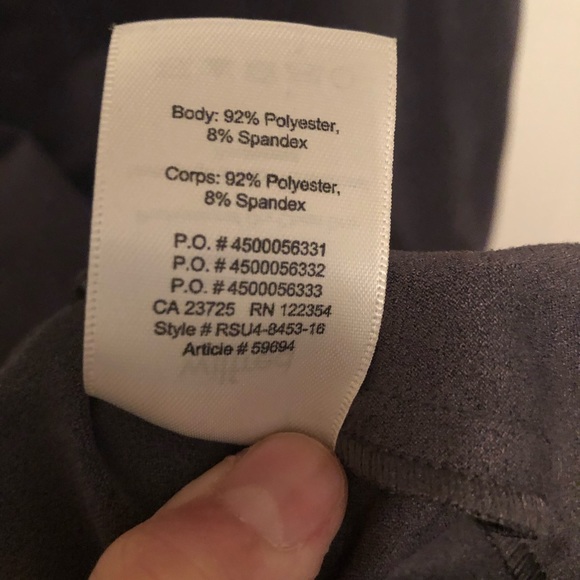 Body: 92% Polyester,
8% Spandex
Corps: 92% Polyester,
8% Spandex
P.O. # 4500056331
P.O. # 4500056332
P.O. # 4500056333
CA 23725 RN 122354
Style # RSU4-8453-16
Article # 59694